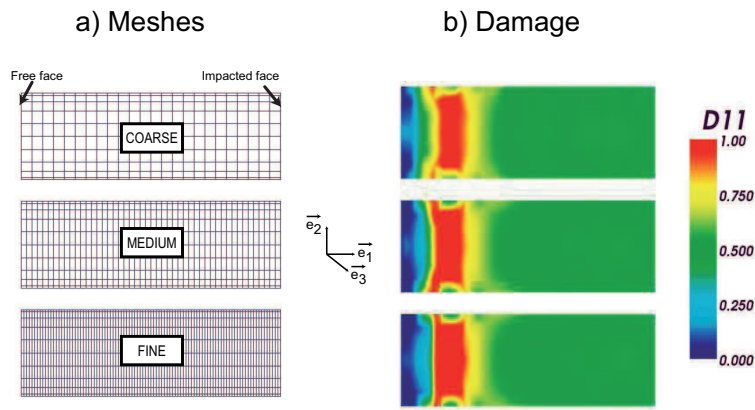 a) Meshes
b) Damage
Free face
Impacted face
COARSE
MEDIUM
FINE
e2
e1
e3
D11
1.00
0.750
0.500
0.250
0.000